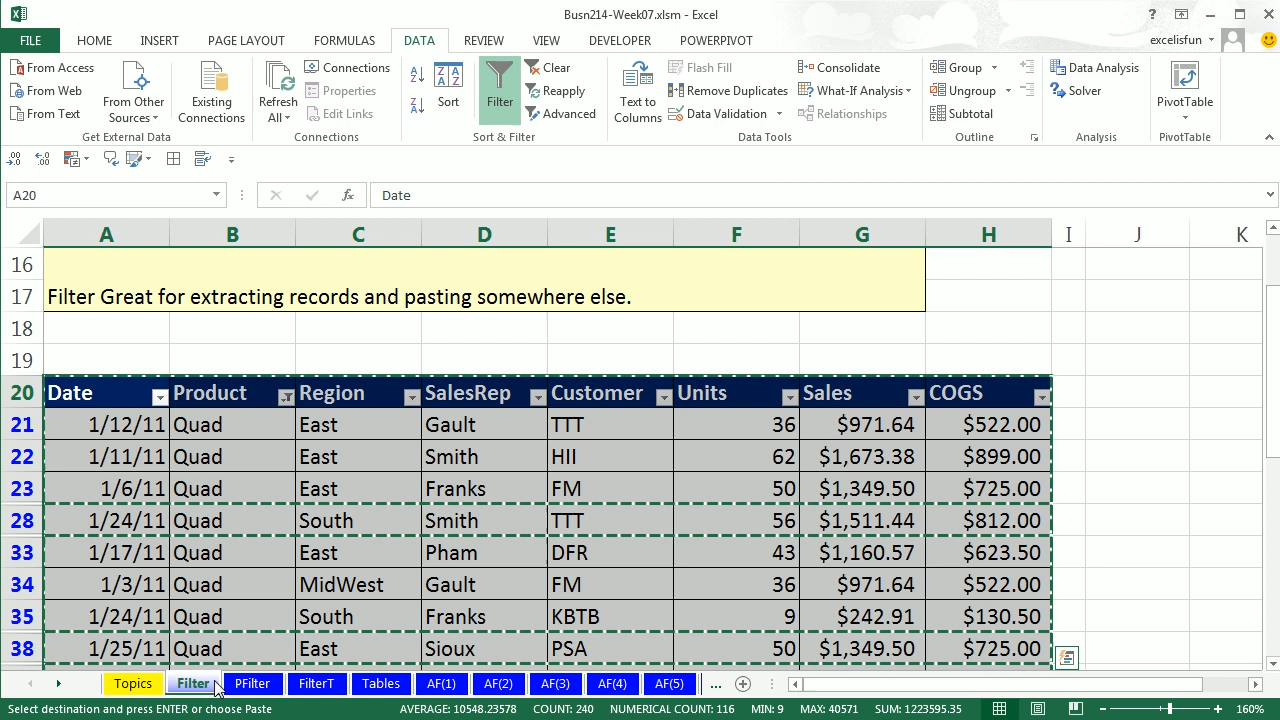 Busn214-Week07.xlsm - Excel
?
FILE HOME INSERT PAGE LAYOUT FORMULAS DATA REVIEW VIEW DEVELOPER POWERPIVOT excelisfun
From Access
From Web
From Text
From Other Sources
Existing Connections
Get External Data
Refresh All
Connections
Properties
Edit Links
Connections
Sort
Filter
Clear
Reapply
Advanced
Sort & Filter
Text to Columns
Flash Fill
Remove Duplicates
Data Validation
Consolidate
What-If Analysis
Relationships
Data Tools
Group
Ungroup
Subtotal
Outline
Data Analysis
Solver
Analysis
PivotTable
PivotTable
A20 fx Date
A B C D E F G H I J K
16
17 Filter Great for extracting records and pasting somewhere else.
18
19
20 Date Product Region SalesRep Customer Units Sales COGS
21 1/12/11 Quad East Gault TTT 36 $971.64 $522.00
22 1/11/11 Quad East Smith HII 62 $1,673.38 $899.00
23 1/6/11 Quad East Franks FM 50 $1,349.50 $725.00
28 1/24/11 Quad South Smith TTT 56 $1,511.44 $812.00
33 1/17/11 Quad East Pham DFR 43 $1,160.57 $623.50
34 1/3/11 Quad MidWest Gault FM 36 $971.64 $522.00
35 1/24/11 Quad South Franks KBTB 9 $242.91 $130.50
38 1/25/11 Quad East Sioux PSA 50 $1,349.50 $725.00
Topics Filter PFilter FilterT Tables AF(1) AF(2) AF(3) AF(4) AF(5) ...
Select destination and press ENTER or choose Paste AVERAGE: 10548.23578 COUNT: 240 NUMERICAL COUNT: 116 MIN: 9 MAX: 40571 SUM: 1223595.35 160%